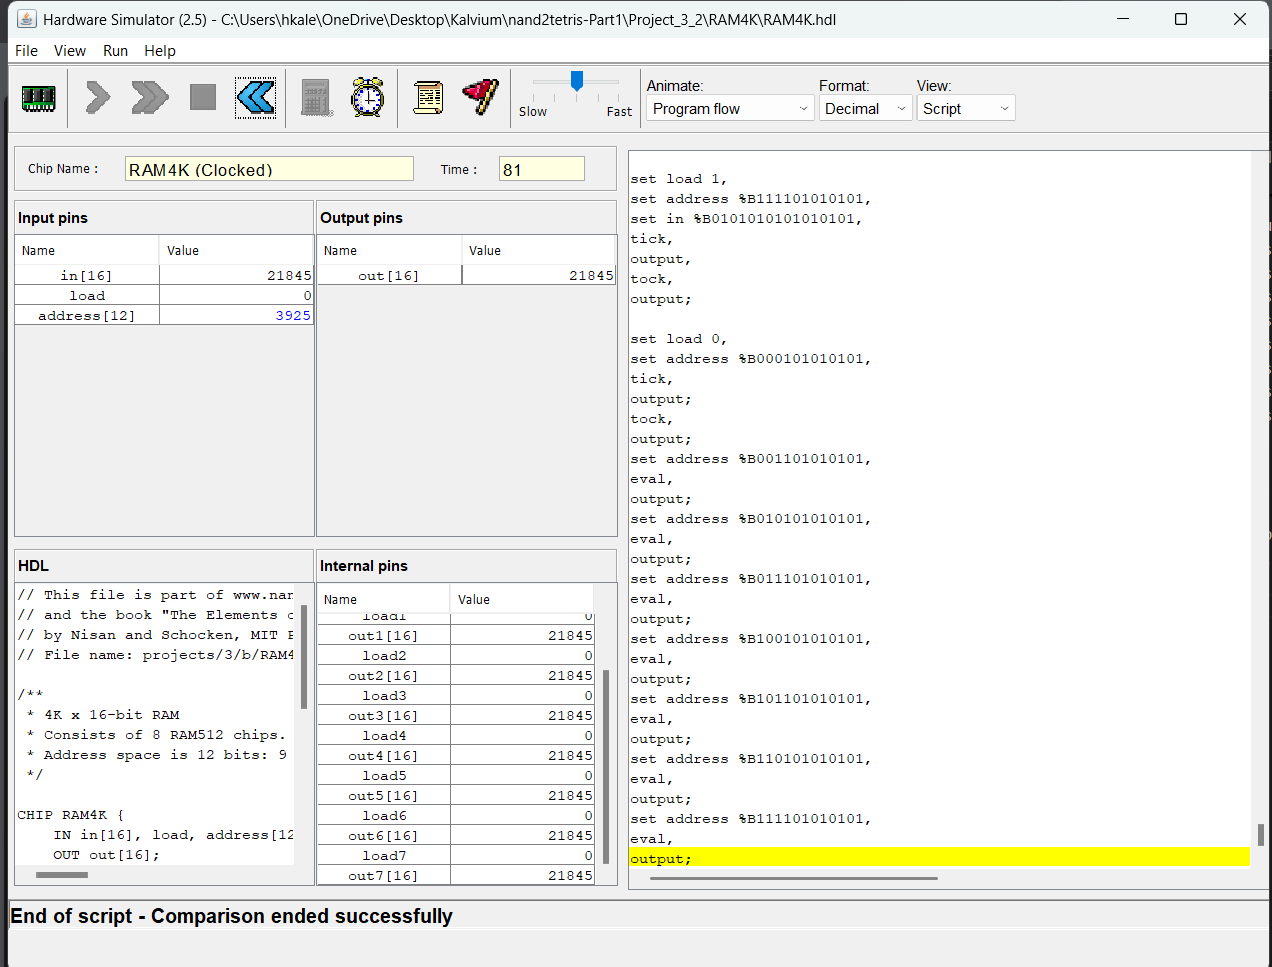 Hardware Simulator (2.5) - C:\Users\hkale\OneDrive\Desktop\Kalvium\nand2tetris-Part1\Project_3_2\RAM4K\RAM4K.hdl
File View Run Help
Slow Fast
Animate: Format: View:
Program flow Decimal Script
Chip Name : RAM4K (Clocked) Time : 81
Input pins
Name Value
in[16] 21845
load 0
address[12] 3925
Output pins
Name Value
out[16] 21845
HDL
// This file is part of www.nan
// and the book "The Elements o
// by Nisan and Schocken, MIT P
// File name: projects/3/b/RAM4
/**
* 4K x 16-bit RAM
* Consists of 8 RAM512 chips.
* Address space is 12 bits: 9
*/
CHIP RAM4K {
IN in[16], load, address[12
OUT out[16];
Internal pins
Name Value
load1 0
out1[16] 21845
load2 0
out2[16] 21845
load3 0
out3[16] 21845
load4 0
out4[16] 21845
load5 0
out5[16] 21845
load6 0
out6[16] 21845
load7 0
out7[16] 21845
set load 1,
set address %B111101010101,
set in %B0101010101010101,
tick,
output,
tock,
output;
set load 0,
set address %B000101010101,
tick,
output;
tock,
output;
set address %B001101010101,
eval,
output;
set address %B010101010101,
eval,
output;
set address %B011101010101,
eval,
output;
set address %B100101010101,
eval,
output;
set address %B101101010101,
eval,
output;
set address %B110101010101,
eval,
output;
set address %B111101010101,
eval,
output;
End of script - Comparison ended successfully